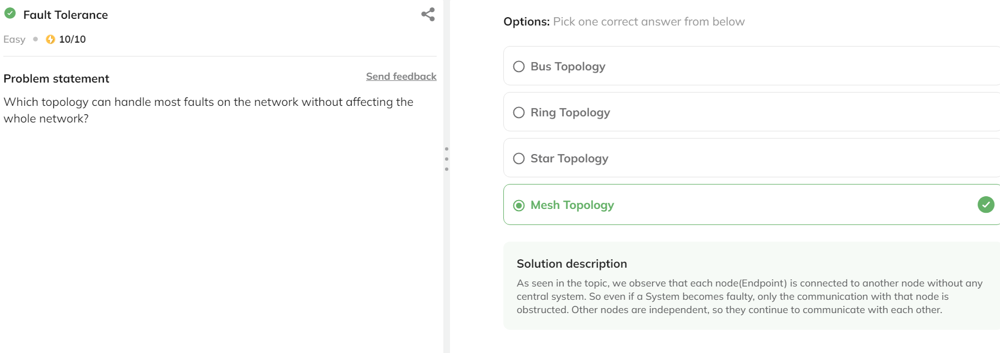 Fault Tolerance
Easy 10/10
Problem statement
Send feedback
Which topology can handle most faults on the network without affecting the
whole network?
Options: Pick one correct answer from below
Bus Topology
Ring Topology
Star Topology
Mesh Topology
Solution description
As seen in the topic, we observe that each node(Endpoint) is connected to another node without any
central system. So even if a System becomes faulty, only the communication with that node is
obstructed. Other nodes are independent, so they continue to communicate with each other.